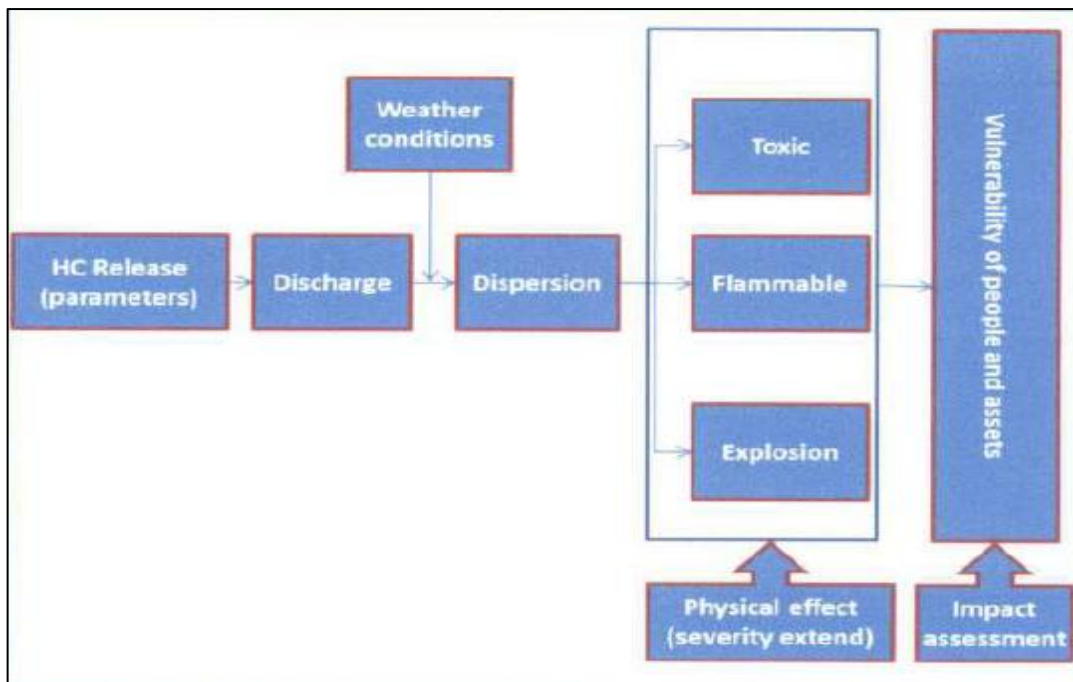 Weather
conditions
HC Release
(parameters)
Discharge
Dispersion
Toxic
Flammable
Explosion
Vulnerability of people and assets
Physical effect
(severity extend)
Impact
assessment